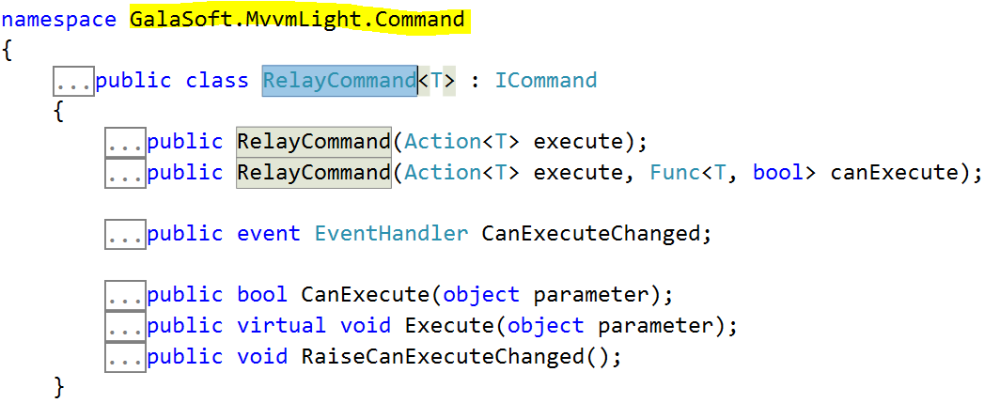 namespace GalaSoft.MvvmLight.Command
{
...public class RelayCommand<T> : ICommand
{
...public RelayCommand(Action<T> execute);
...public RelayCommand(Action<T> execute, Func<T, bool> canExecute);
...public event EventHandler CanExecuteChanged;
...public bool CanExecute(object parameter);
...public virtual void Execute(object parameter);
...public void RaiseCanExecuteChanged();
}